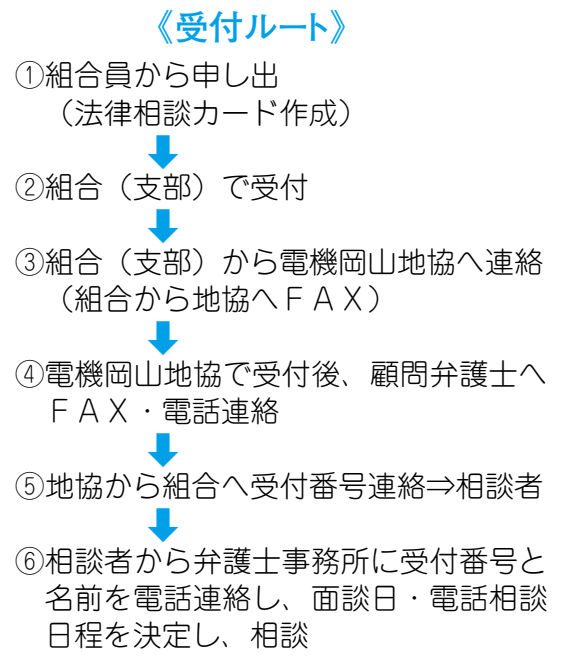 《受付ルート》
①組合員から申し出
（法律相談カード作成）
②組合（支部）で受付
③組合（支部）から電機岡山地協へ連絡
（組合から地協へＦＡＸ）
④電機岡山地協で受付後、顧問弁護士へ
ＦＡＸ・電話連絡
⑤地協から組合へ受付番号連絡⇒相談者
⑥相談者から弁護士事務所に受付番号と
名前を電話連絡し、面談日・電話相談
日程を決定し、相談